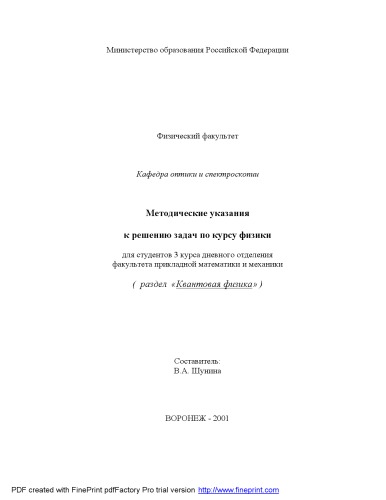 Министерство образования Российской Федерации
Физический факультет
Кафедра оптики и спектроскопии
Методические указания
к решению задач по курсу физики
для студентов 3 курса дневного отделения
факультета прикладной математики и механики
( раздел «Квантовая физика» )
Составитель:
В.А. Шунина
ВОРОНЕЖ - 2001
PDF created with FinePrint pdfFactory Pro trial version http://www.fineprint.com